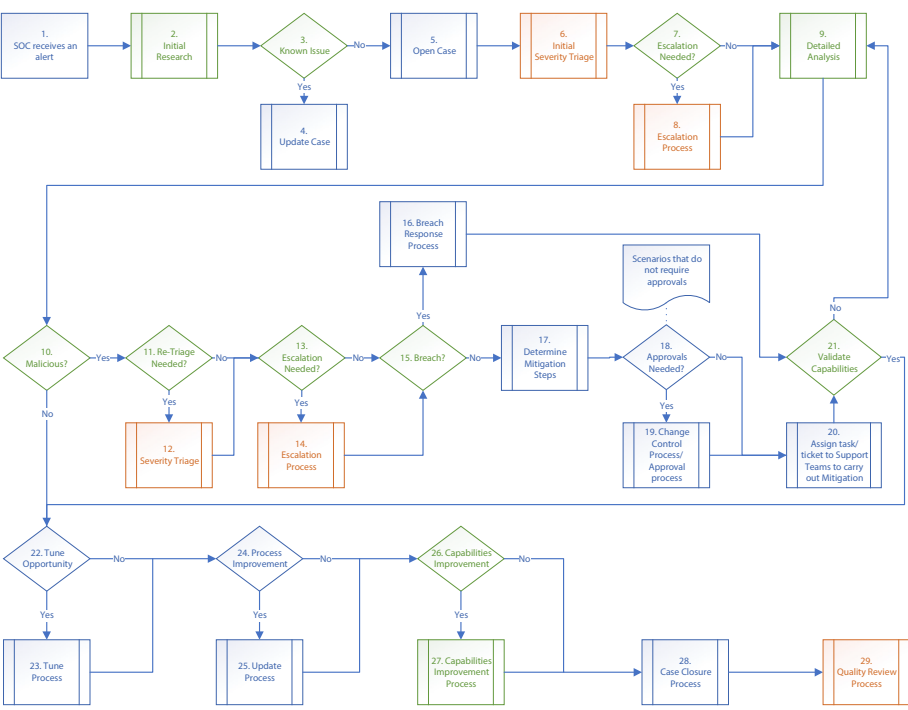 1.
SOC receives an
alert
2.
Initial
Research
3.
Known Issue
No
5.
Open Case
6.
Initial
Severity Triage
7.
Escalation
Needed?
No
9.
Detailed
Analysis
Yes
4.
Update Case
Yes
8.
Escalation
Process
16. Breach
Response
Process
Scenarios that do
not require
approvals
10.
Malicious?
Yes
11. Re-Triage
Needed?
No
13.
Escalation
Needed?
No
Yes
15. Breach?
No
17.
Determine
Mitigation
Steps
18.
Approvals
Needed?
No
No
21.
Validate
Capabilities
Yes
No
Yes
12.
Severity Triage
Yes
14.
Escalation
Process
Yes
19. Change
Control
Process/
Approval
process
20.
Assign task/
ticket to Support
Teams to carry
out Mitigation
22. Tune
Opportunity
No
24. Process
Improvement
No
26. Capabilities
Improvement
No
Yes
23. Tune
Process
Yes
25. Update
Process
Yes
27. Capabilities
Improvement
Process
28.
Case Closure
Process
29.
Quality Review
Process